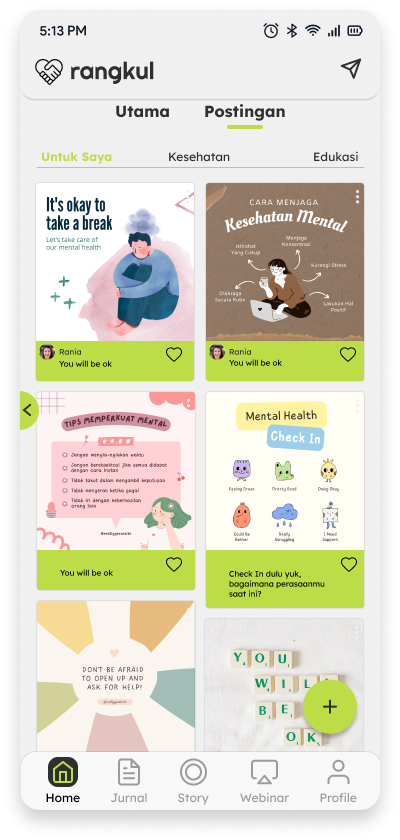 5:13 PM
rangkul
Utama
Postingan
Untuk Saya
Kesehatan
Edukasi
It's okay to
take a break
Let's take care of
our mental health
Rania
You will be ok
CARA MENJAGA
Kesehatan Mental
Istirahat
Yang Cukup
Menjaga
Konsentrasi
Kurangi Stress
Olahraga
Secara Rutin
Lakukan Hal
Positif
Rania
You will be ok
TIPS MEMPERKUAT MENTAL
Jangan menyia-nyiakan waktu
Jangan berekspetasi jika semua didapat
dengan cara instan
Tidak takut dalam mengambil keputusan
Tidak menyerah ketika gagal
Tidak iri dengan keberhasilan
orang lain
@reallygreatsite
You will be ok
Mental Health
Check In
Feeling Great
Pretty Good
Doing Okay
Could Be
Better
Really
Struggling
I Need
Support
Check In dulu yuk,
bagaimana perasaanmu
saat ini?
DON'T BE AFRAID
TO OPEN UP AND
ASK FOR HELP!
@reallygreatsite
YOU
WILL
BE
OK
+
Home
Jurnal
Story
Webinar
Profile